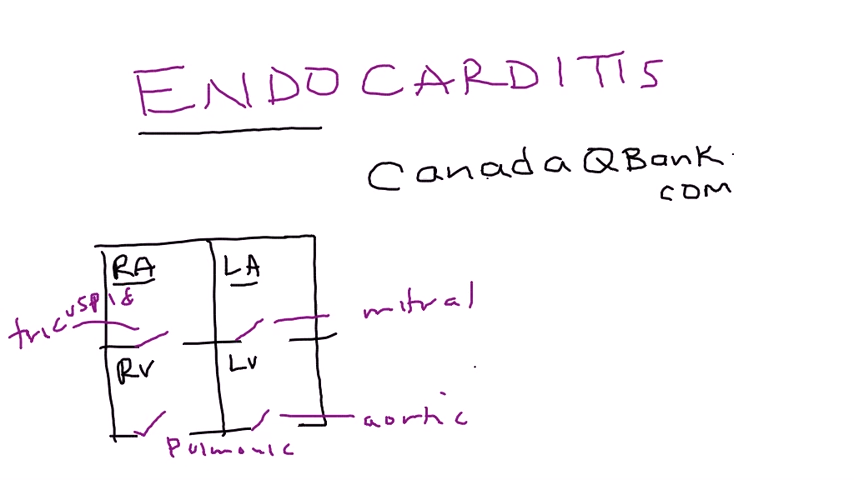 ENDOCARDITIS
CanadaQBank.
com
RA LA
tricuspid
mitral
RV LV
aortic
Pulmonic